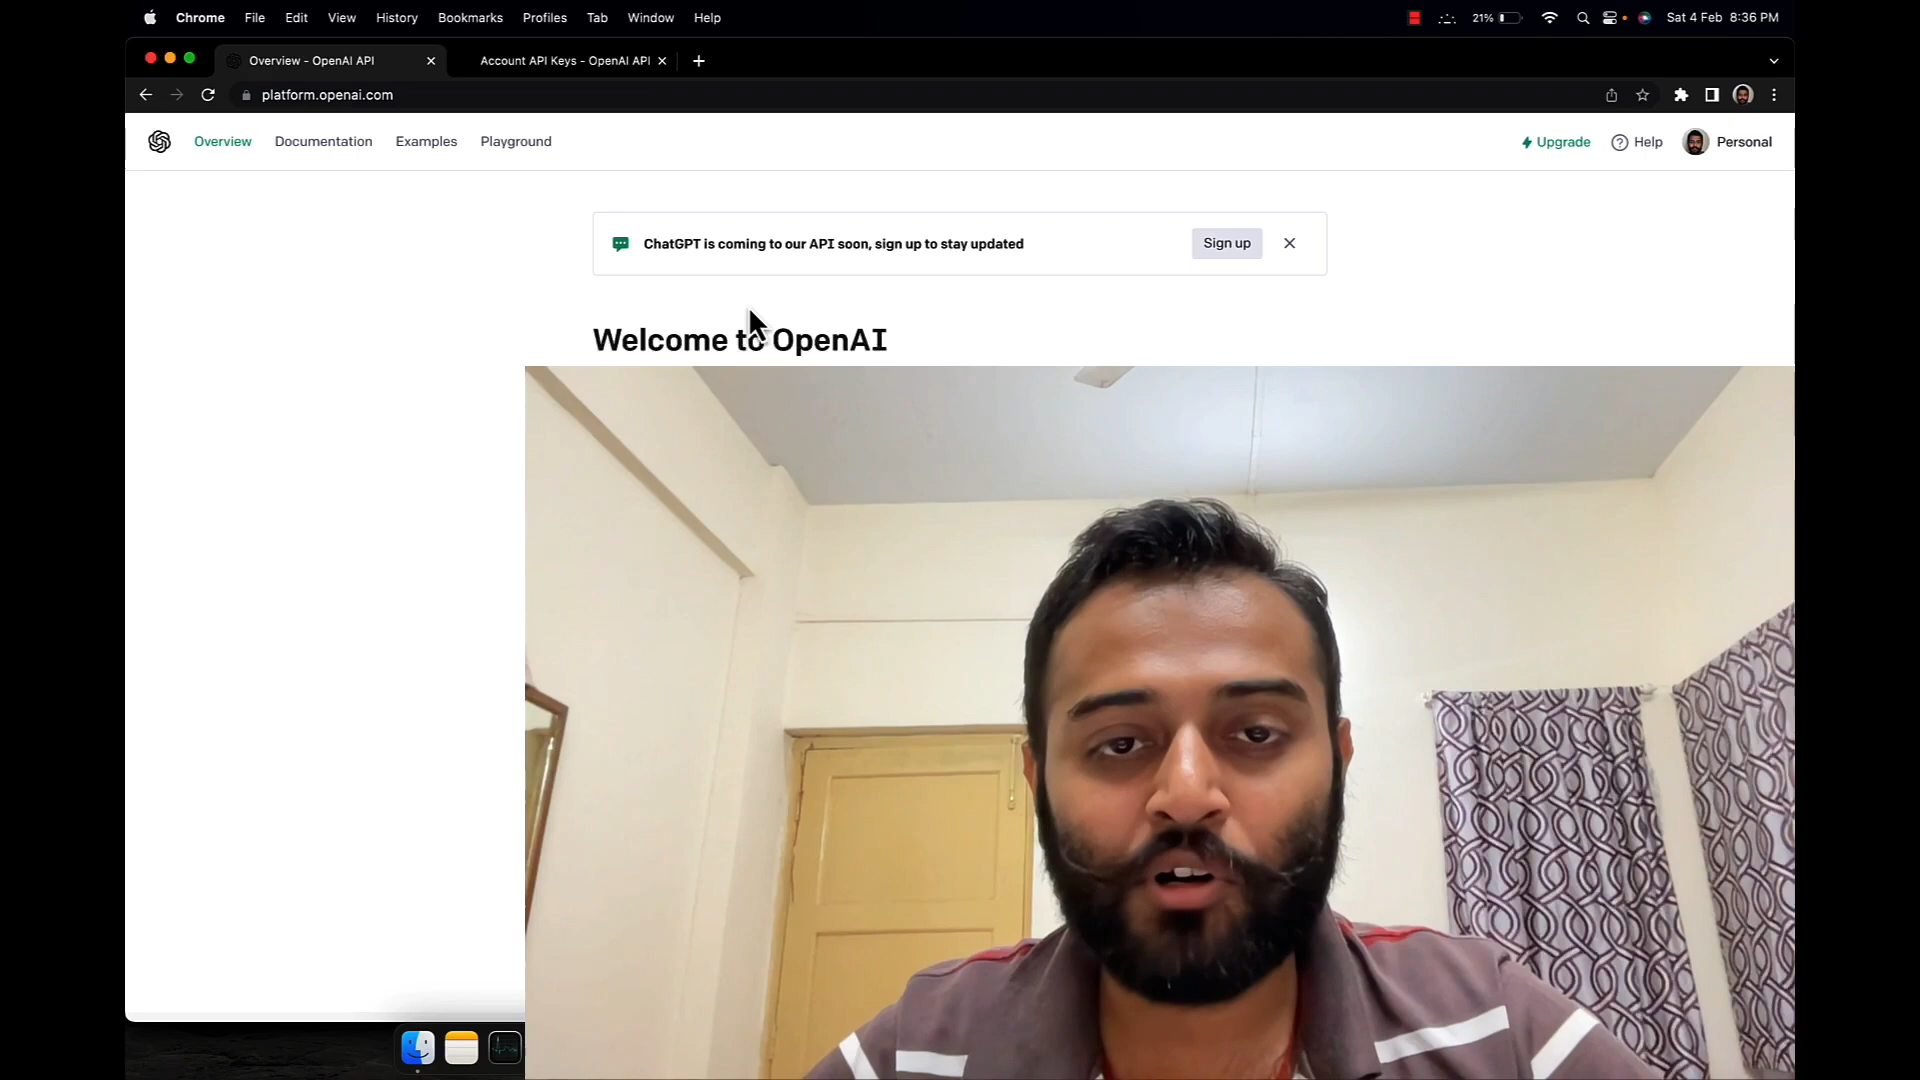 Chrome File Edit View History Bookmarks Profiles Tab Window Help 21% Sat 4 Feb 8:36 PM
Overview - OpenAI API Account API Keys - OpenAI API
platform.openai.com
Overview Documentation Examples Playground Upgrade Help Personal
ChatGPT is coming to our API soon, sign up to stay updated Sign up
Welcome to OpenAI